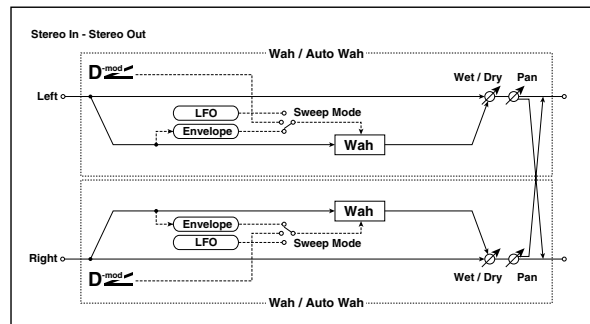 Stereo In - Stereo Out
Wah / Auto Wah
D-mod
Wet / Dry
Pan
Left
LFO
Sweep Mode
Envelope
Wah
Wah
Envelope
LFO
Sweep Mode
Right
D-mod
Wet / Dry
Pan
Wah / Auto Wah